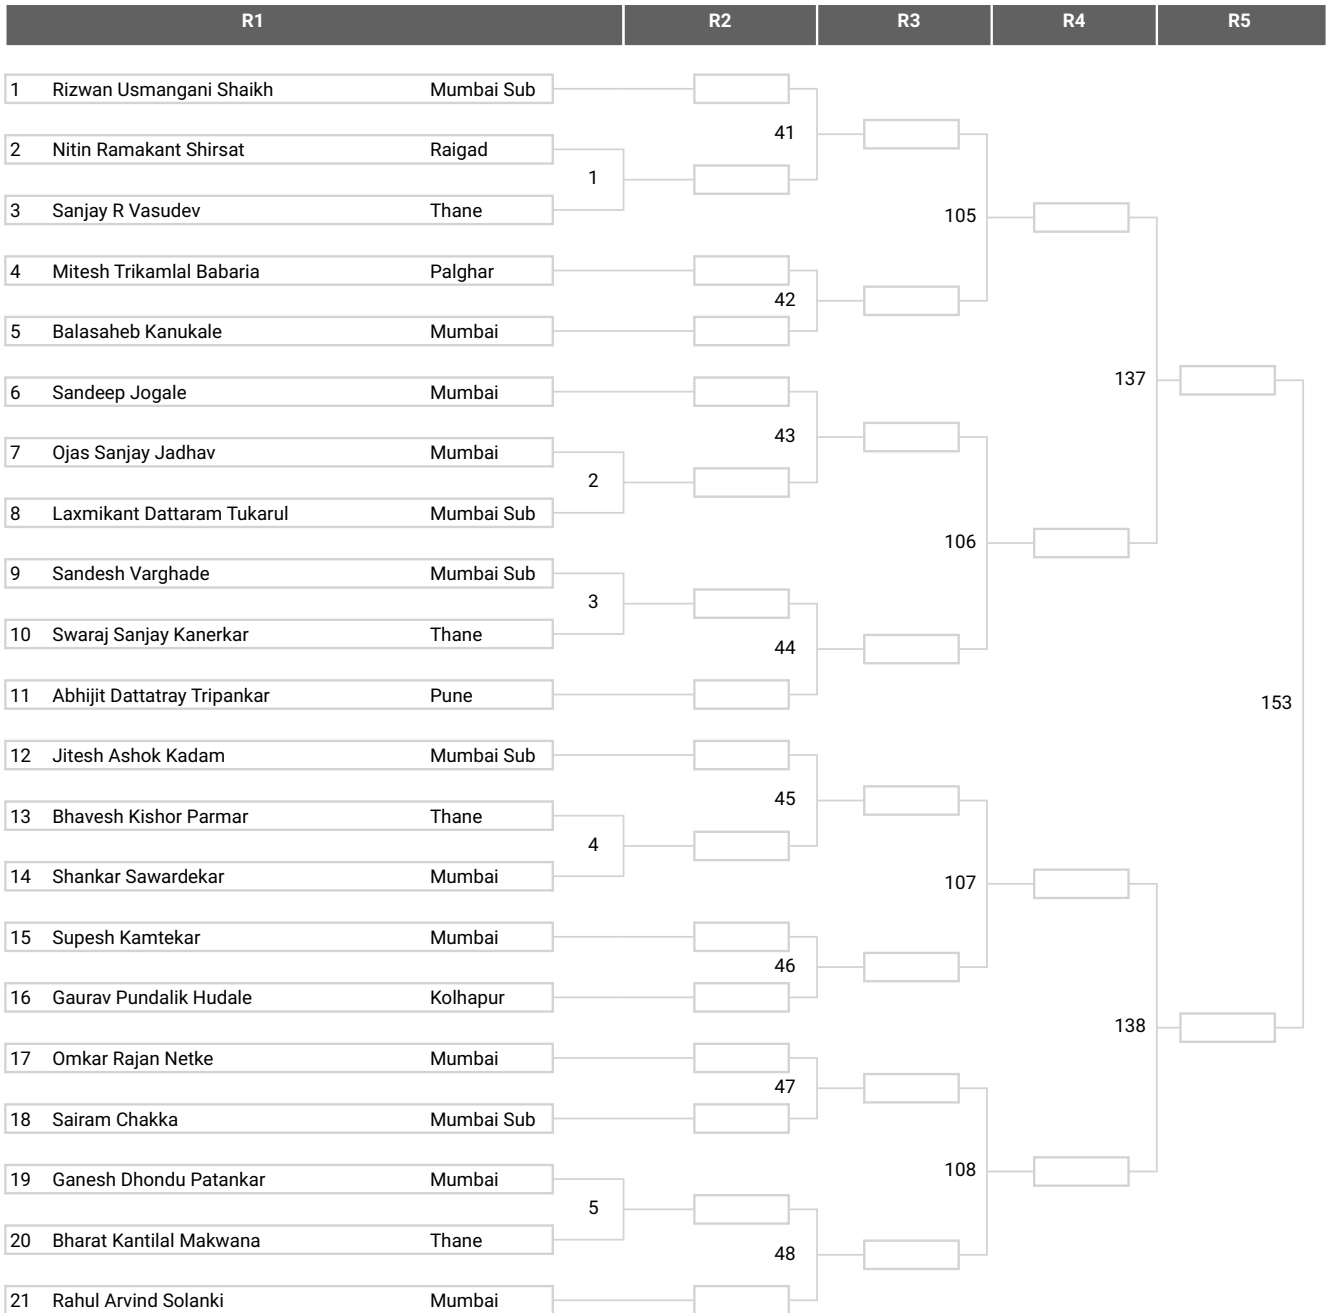 R1 R2 R3 R4 R5
1 Rizwan Usmangani Shaikh Mumbai Sub
41
2 Nitin Ramakant Shirsat Raigad
1
3 Sanjay R Vasudev Thane
105
4 Mitesh Trikamlal Babaria Palghar
42
5 Balasaheb Kanukale Mumbai
137
6 Sandeep Jogale Mumbai
43
7 Ojas Sanjay Jadhav Mumbai
2
8 Laxmikant Dattaram Tukarul Mumbai Sub
106
9 Sandesh Varghade Mumbai Sub
3
10 Swaraj Sanjay Kanerkar Thane
44
11 Abhijit Dattatray Tripankar Pune
153
12 Jitesh Ashok Kadam Mumbai Sub
45
13 Bhavesh Kishor Parmar Thane
4
14 Shankar Sawardekar Mumbai
107
15 Supesh Kamtekar Mumbai
46
16 Gaurav Pundalik Hudale Kolhapur
138
17 Omkar Rajan Netke Mumbai
47
18 Sairam Chakka Mumbai Sub
108
19 Ganesh Dhondu Patankar Mumbai
5
20 Bharat Kantilal Makwana Thane
48
21 Rahul Arvind Solanki Mumbai